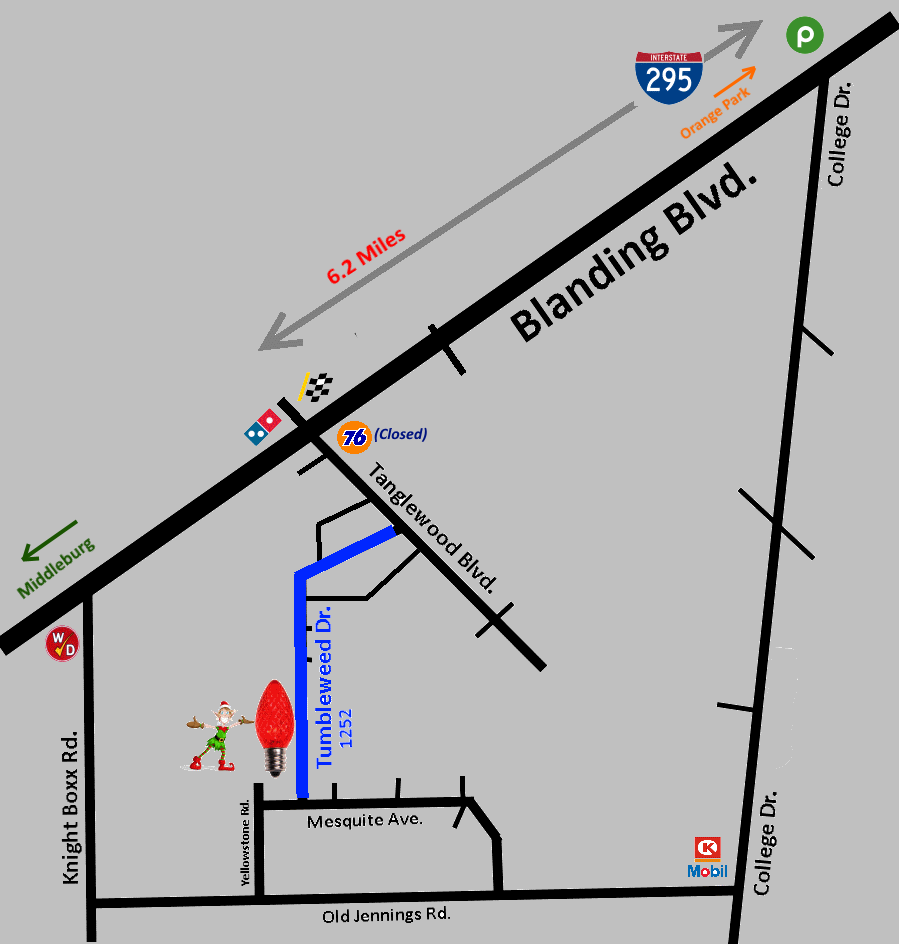 P
INTERSTATE
295
Orange Park
College Dr.
6.2 Miles
Blanding Blvd.
76
(Closed)
Tanglewood Blvd.
Middleburg
W
D
Tumbleweed Dr.
1252
Knight Boxx Rd.
Yellowstone Rd.
Mesquite Ave.
K
Mobil
College Dr.
Old Jennings Rd.